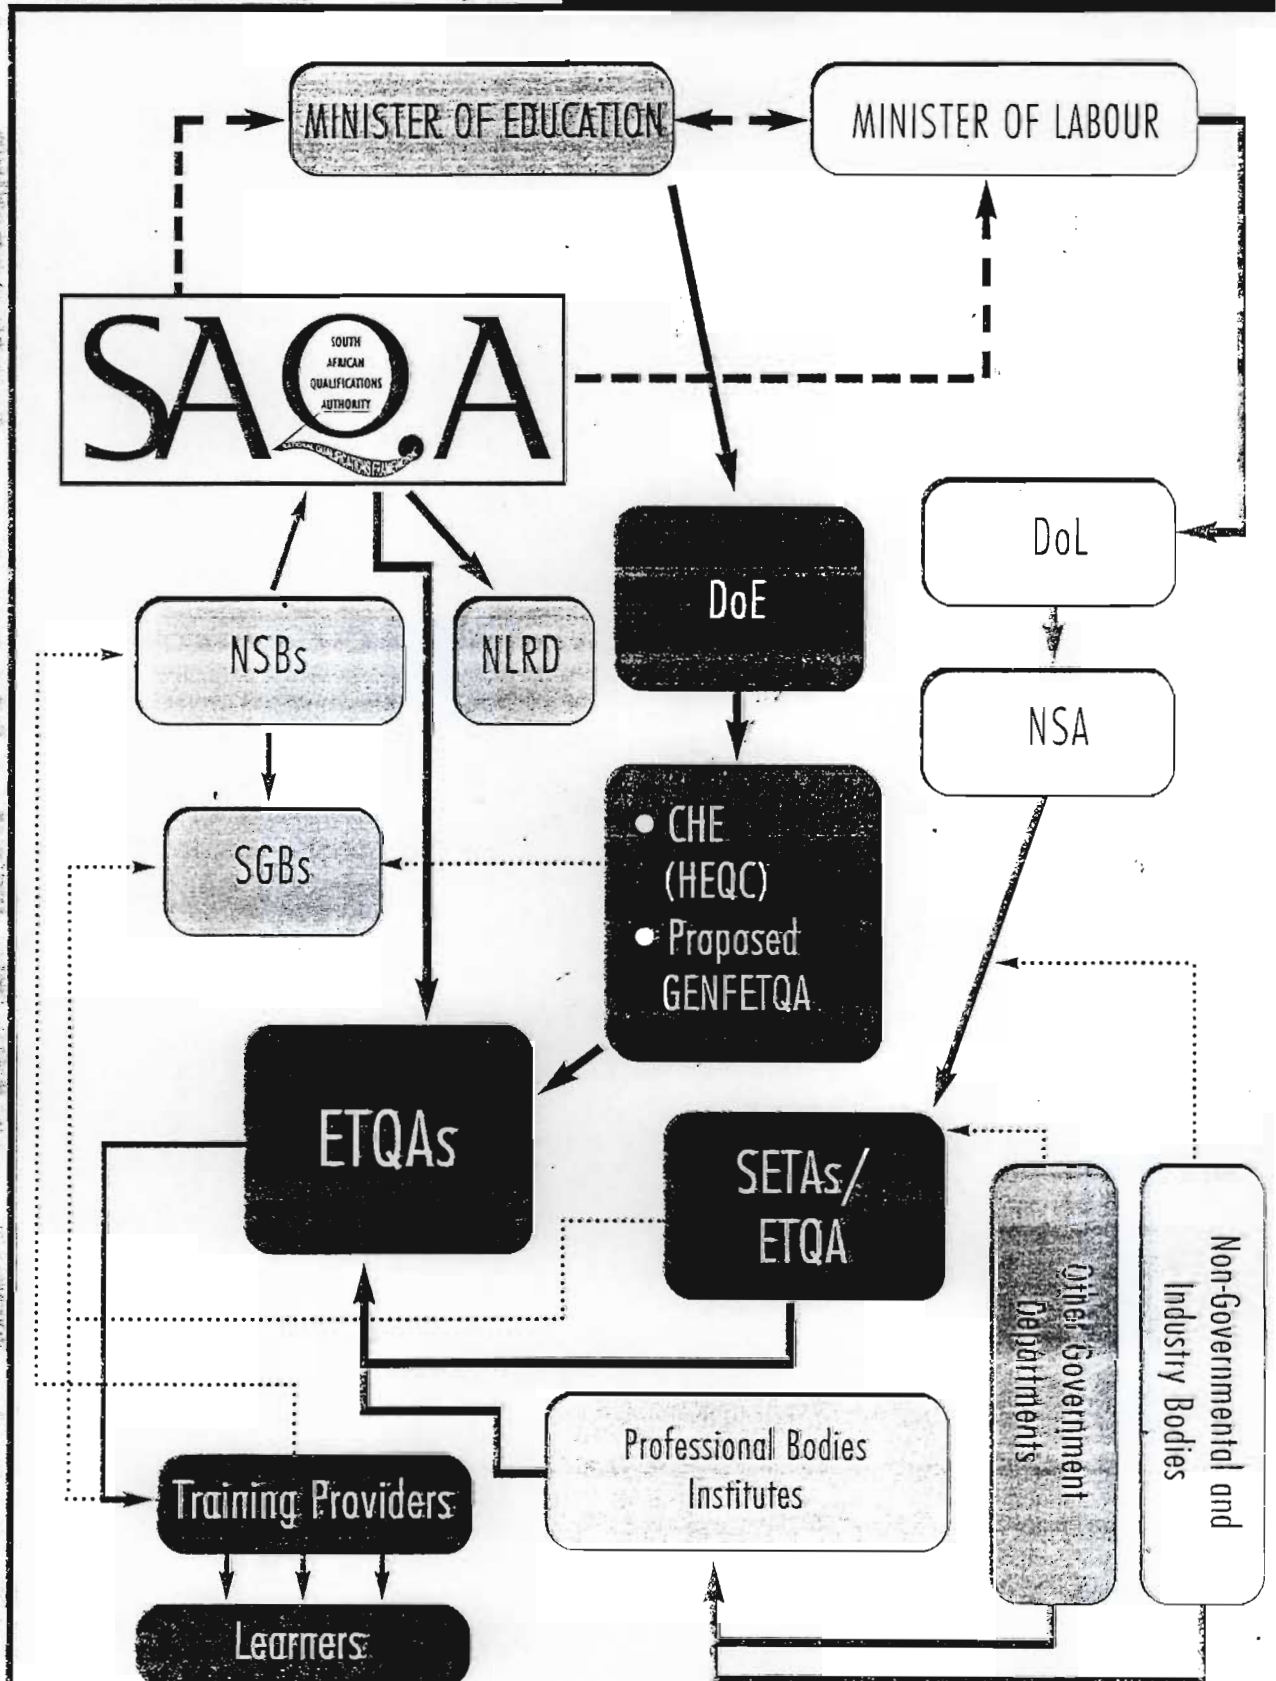 MINISTER OF EDUCATION
MINISTER OF LABOUR
SAQA
SOUTH
AFRICAN
QUALIFICATIONS
AUTHORITY
NATIONAL QUALIFICATIONS FRAMEWORK
DoL
DoE
NSBs
NLRD
NSA
• CHE
(HEQC)
• Proposed
GENFETQA
SGBs
ETQAs
SETAs/
ETQA
Other Government
Departments
Non-Governmental and
Industry Bodies
Professional Bodies
Institutes
Training Providers
Learners